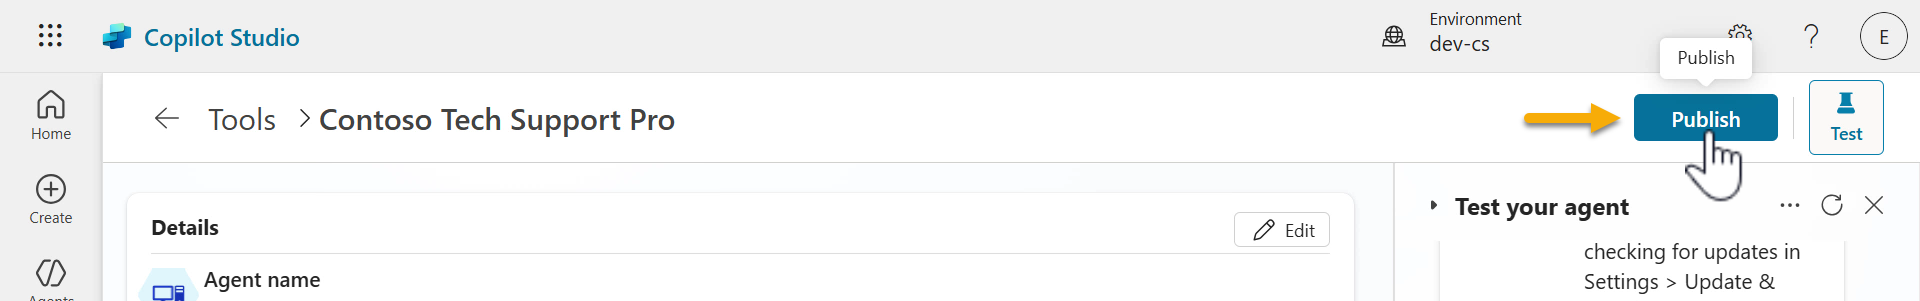 Copilot Studio
Environment
dev-cs
?
E
Publish
Home
Create
Agents
Tools > Contoso Tech Support Pro
Publish
Test
Details
Edit
Agent name
Test your agent
checking for updates in
Settings > Update &